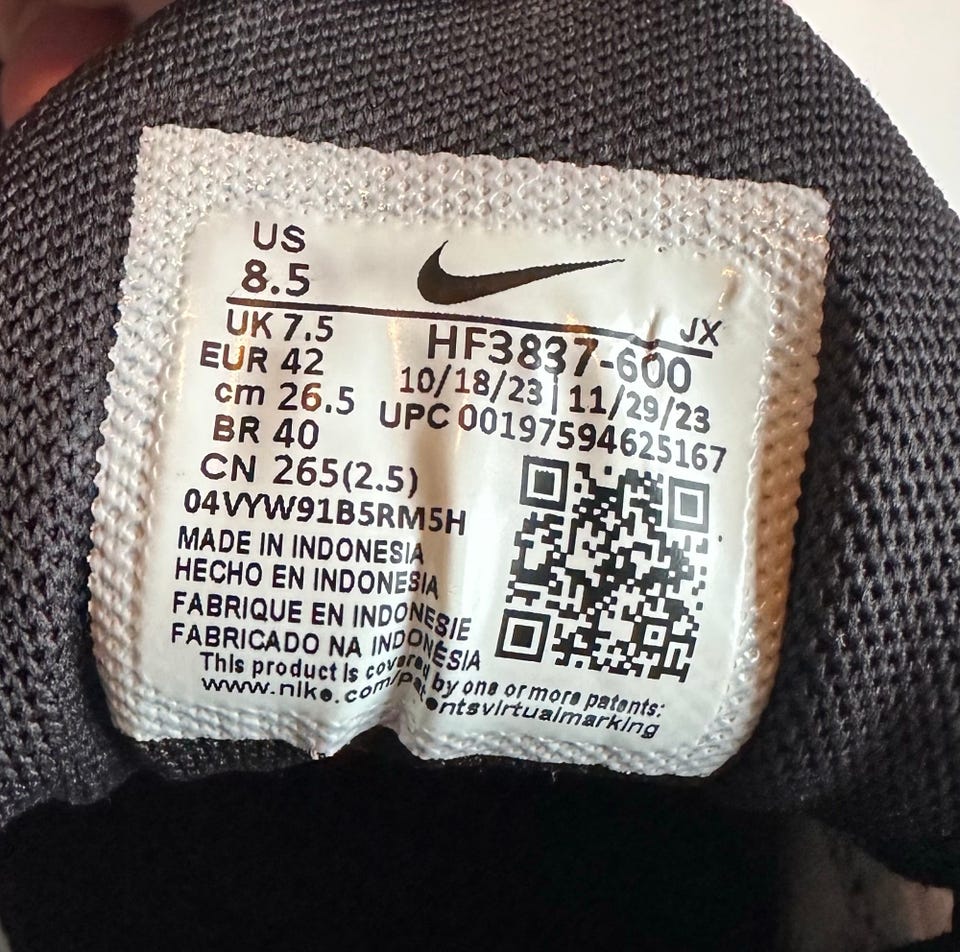 US
8.5
JX
UK 7.5
HF3837-600
EUR 42
10/18/23 | 11/29/23
cm 26.5
UPC 00197594625167
BR 40
CN 265(2.5)
04VYW91B5RM5H
MADE IN INDONESIA
HECHO EN INDONESIA
FABRIQUE EN INDONESIE
FABRICADO NA INDONÉSIA
This product is covered by one or more patents:
www.nike.com/patentsvirtualmarking